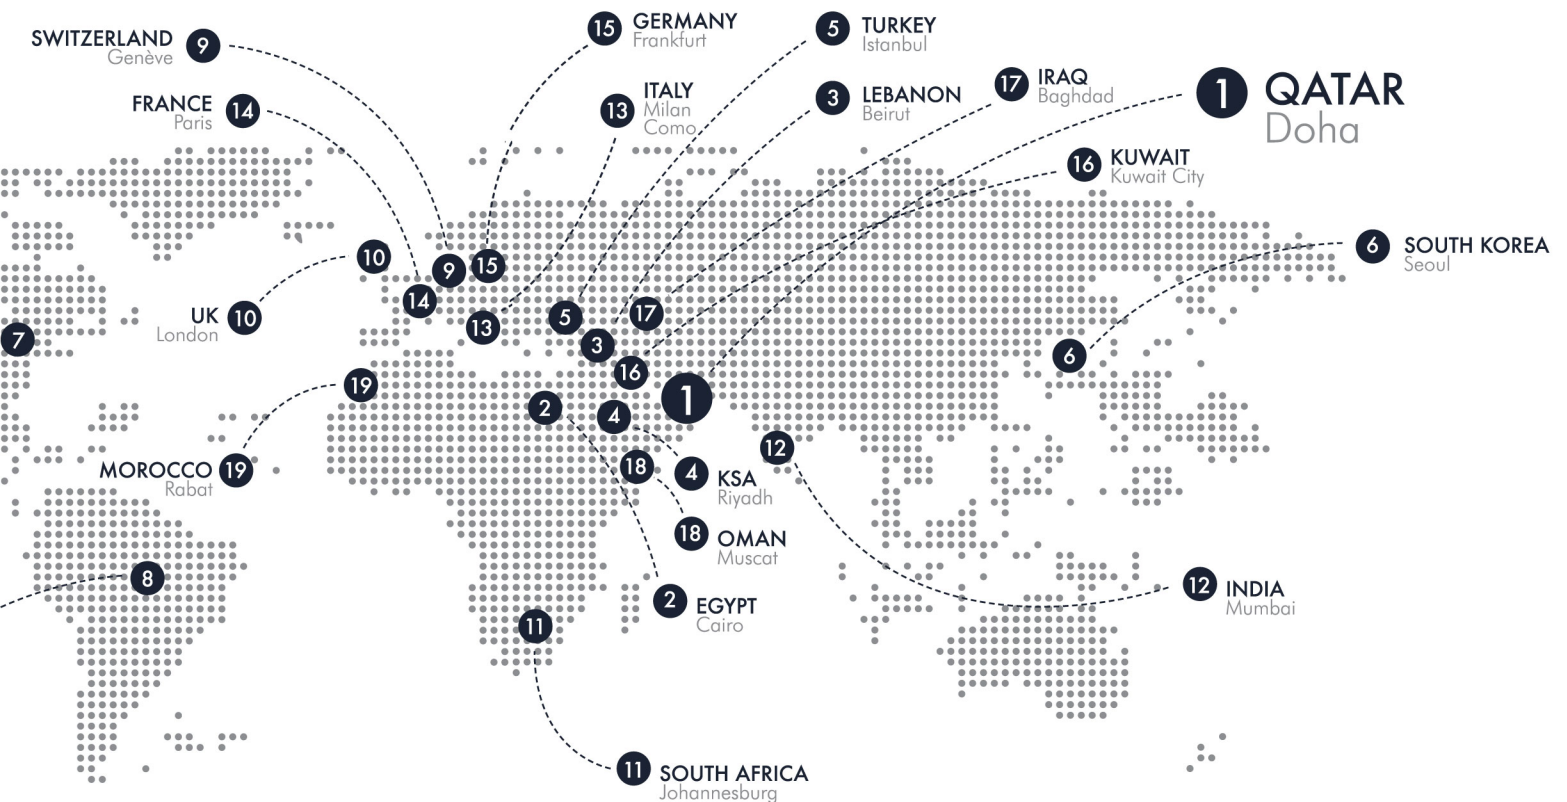 SWITZERLAND 9
Genève
FRANCE 14
Paris
15 GERMANY
Frankfurt
13 ITALY
Milan
Como
5 TURKEY
Istanbul
3 LEBANON
Beirut
17 IRAQ
Baghdad
1 QATAR
Doha
16 KUWAIT
Kuwait City
6 SOUTH KOREA
Seoul
10
9
15
14
UK 10
London
13
5
17
7
3
6
16
19
1
2
4
12
MOROCCO 19
Rabat
18
4 KSA
Riyadh
18 OMAN
Muscat
8
2 EGYPT
Cairo
12 INDIA
Mumbai
11
11 SOUTH AFRICA
Johannesburg